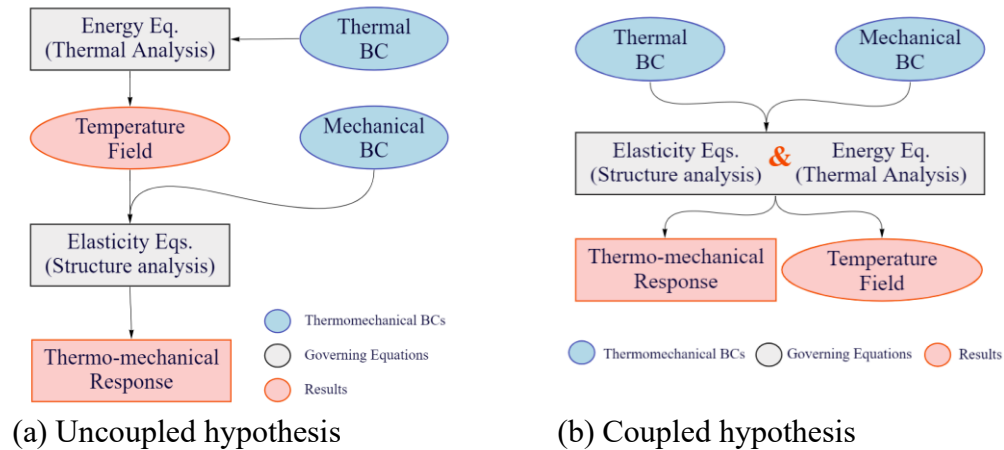 Energy Eq.
(Thermal Analysis)
Thermal
BC
Temperature
Field
Mechanical
BC
Elasticity Eqs.
(Structure analysis)
Thermo-mechanical
Response
Thermomechanical BCs
Governing Equations
Results
(a) Uncoupled hypothesis
Thermal
BC
Mechanical
BC
Elasticity Eqs.
(Structure analysis)
&
Energy Eq.
(Thermal Analysis)
Thermo-mechanical
Response
Temperature
Field
Thermomechanical BCs
Governing Equations
Results
(b) Coupled hypothesis